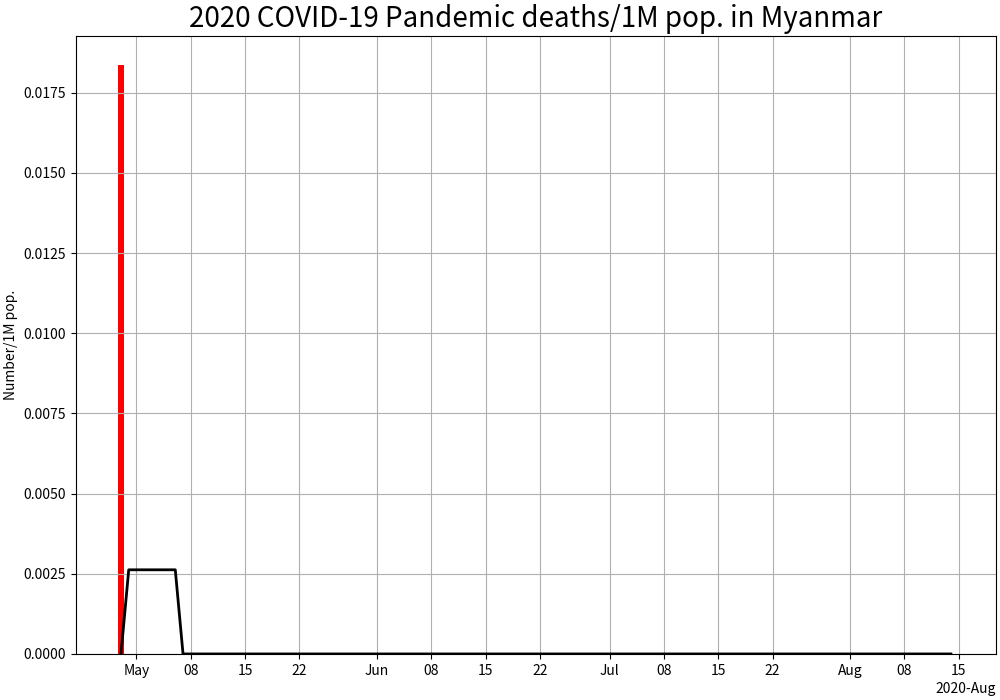 2020 COVID-19 Pandemic deaths/1M pop. in Myanmar
Number/1M pop.
0.0175
0.0150
0.0125
0.0100
0.0075
0.0050
0.0025
0.0000
May 08 15 22 Jun 08 15 22 Jul 08 15 22 Aug 08 15
2020-Aug